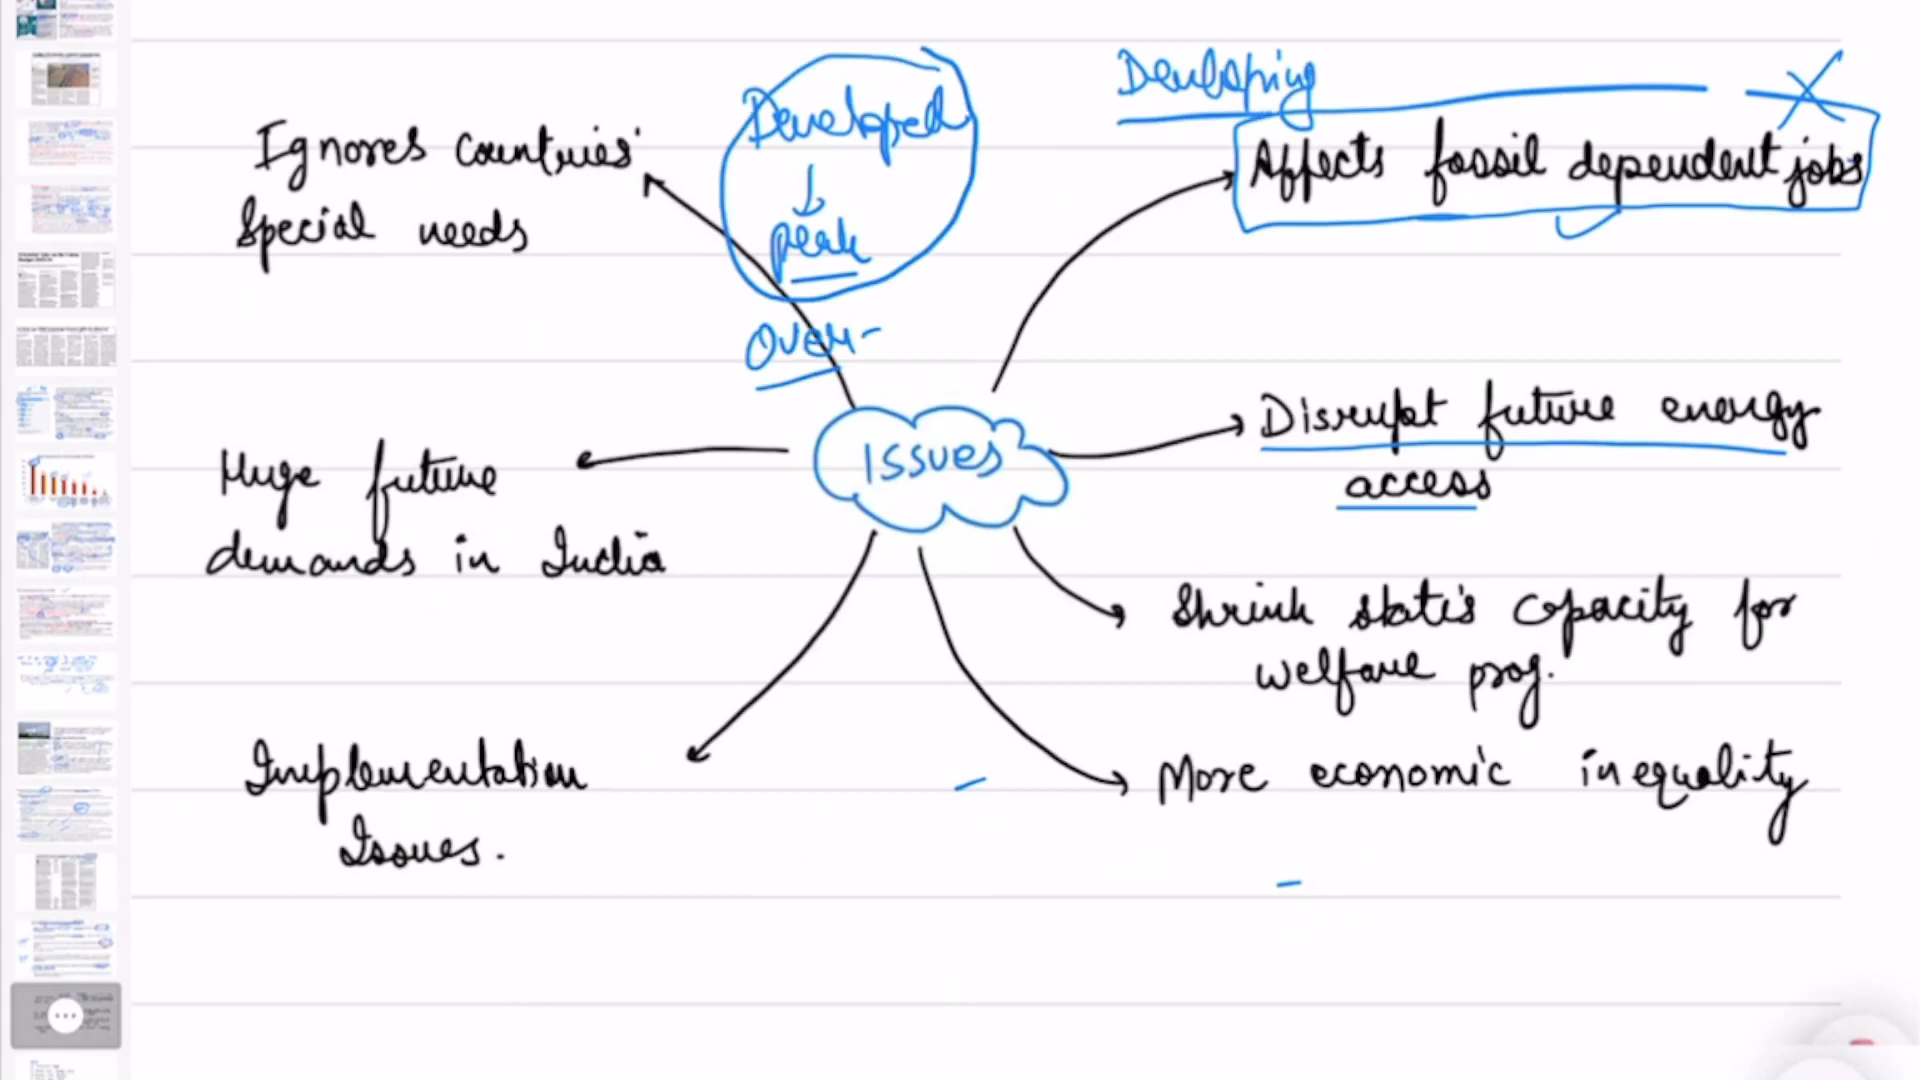 Developed
↓
peak
Over-
Developing
Ignores Countries'
Special needs
Affects fossil dependent jobs
ISSUES
Disrupt future energy
access
Huge future
demands in India
Shrink state's capacity for
welfare prog.
Implementation
Issues.
More economic inequality